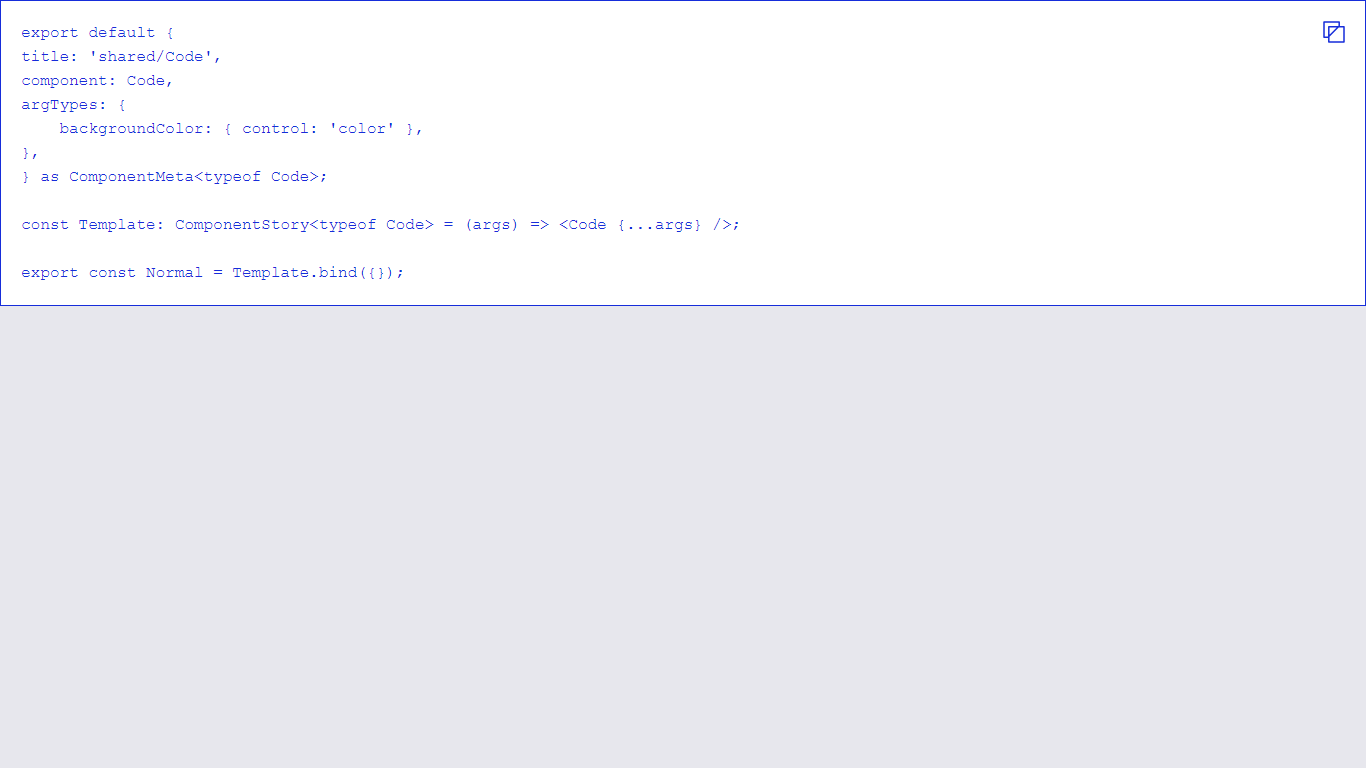 export default {
title: 'shared/Code',
component: Code,
argTypes: {
    backgroundColor: { control: 'color' },
},
} as ComponentMeta<typeof Code>;

const Template: ComponentStory<typeof Code> = (args) => <Code {...args} />;

export const Normal = Template.bind({});